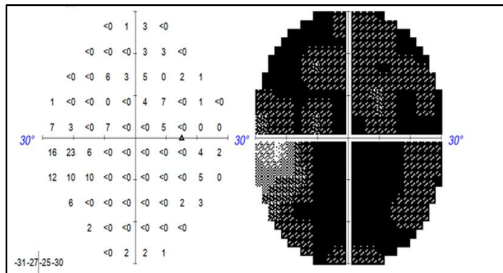 <0 1 3 <0
<0 <0 <0 3 3 <0
<0 <0 6 3 5 0 2 1
1 <0 <0 0 <0 4 7 <0 1 <0
7 3 <0 7 <0 <0 5 <0 0 0
30° 30°
16 23 6 <0 <0 <0 <0 <0 4 2
12 10 10 <0 <0 <0 <0 <0 5 0
6 <0 <0 <0 <0 <0 2 3
2 <0 <0 <0 <0 <0
<0 2 2 1
-31-27-25-30